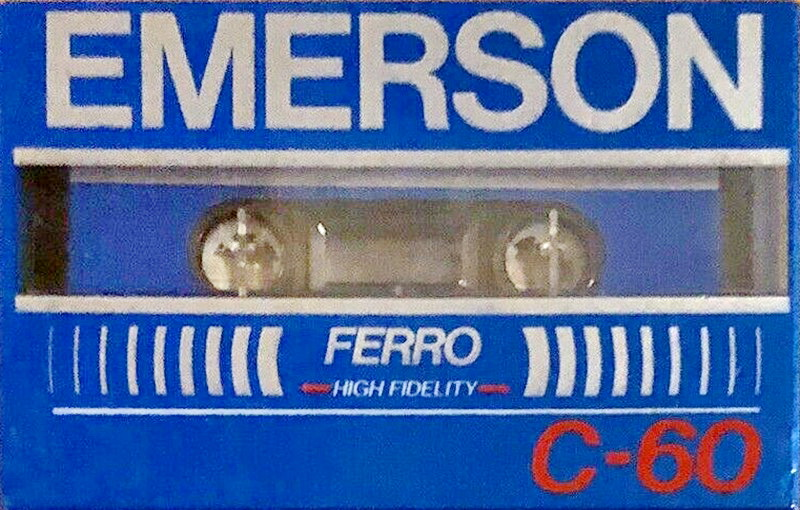 EMERSON
FERRO
HIGH FIDELITY
C-60